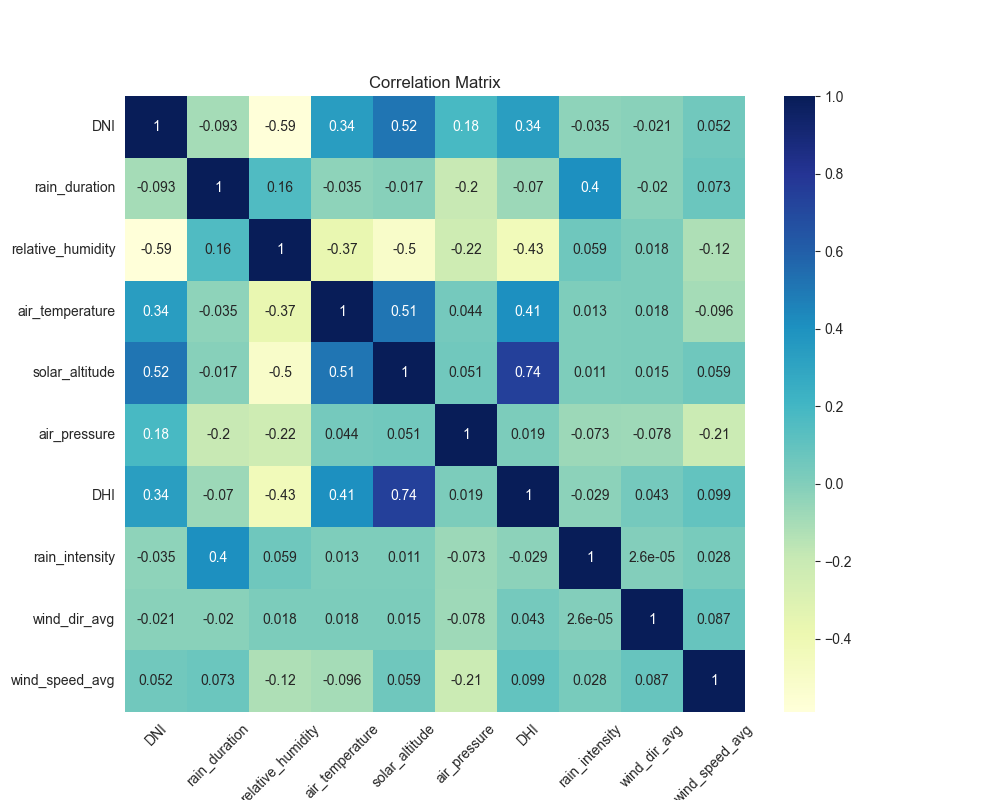 Correlation Matrix
DNI 1 -0.093 -0.59 0.34 0.52 0.18 0.34 -0.035 -0.021 0.052
rain_duration -0.093 1 0.16 -0.035 -0.017 -0.2 -0.07 0.4 -0.02 0.073
relative_humidity -0.59 0.16 1 -0.37 -0.5 -0.22 -0.43 0.059 0.018 -0.12
air_temperature 0.34 -0.035 -0.37 1 0.51 0.044 0.41 0.013 0.018 -0.096
solar_altitude 0.52 -0.017 -0.5 0.51 1 0.051 0.74 0.011 0.015 0.059
air_pressure 0.18 -0.2 -0.22 0.044 0.051 1 0.019 -0.073 -0.078 -0.21
DHI 0.34 -0.07 -0.43 0.41 0.74 0.019 1 -0.029 0.043 0.099
rain_intensity -0.035 0.4 0.059 0.013 0.011 -0.073 -0.029 1 2.6e-05 0.028
wind_dir_avg -0.021 -0.02 0.018 0.018 0.015 -0.078 0.043 2.6e-05 1 0.087
wind_speed_avg 0.052 0.073 -0.12 -0.096 0.059 -0.21 0.099 0.028 0.087 1
DNI rain_duration relative_humidity air_temperature solar_altitude air_pressure DHI rain_intensity wind_dir_avg wind_speed_avg
1.0
0.8
0.6
0.4
0.2
0.0
−0.2
−0.4